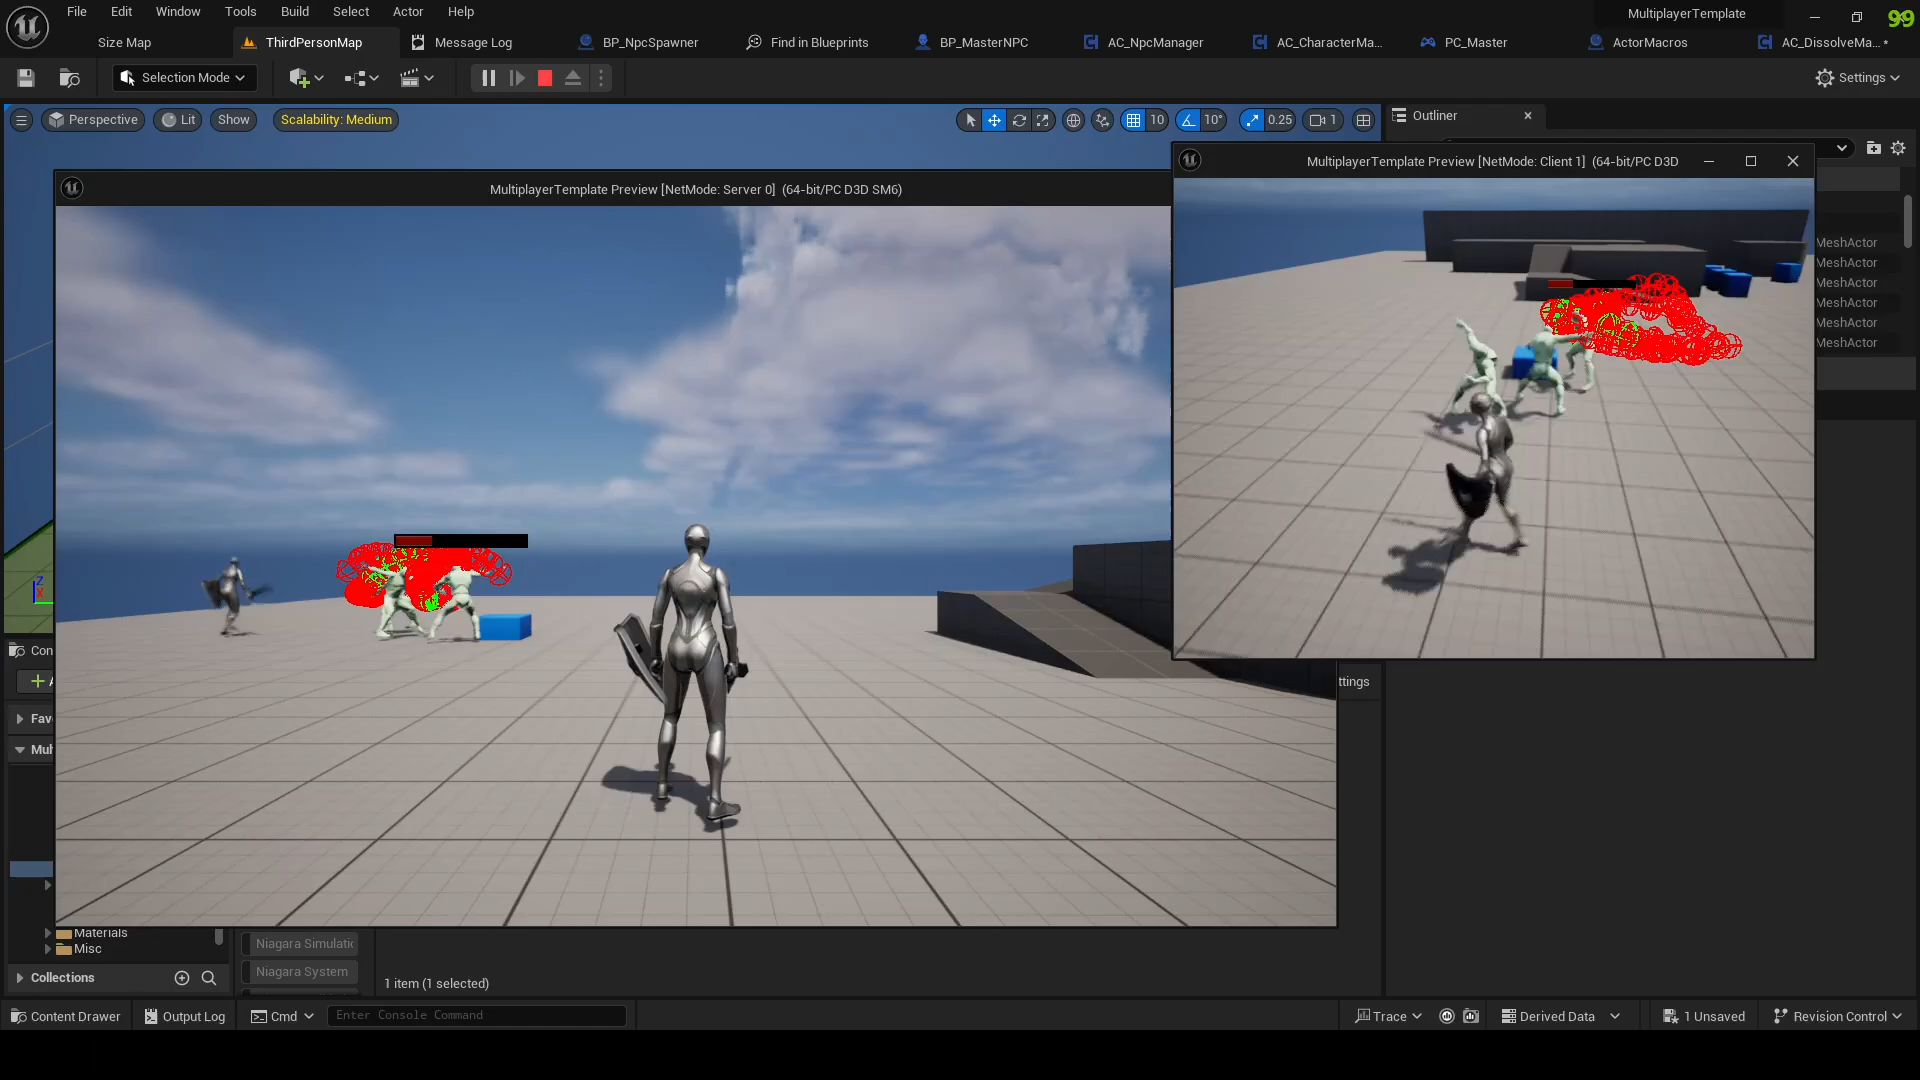 File Edit Window Tools Build Select Actor Help
MultiplayerTemplate
99
Size Map
ThirdPersonMap
Message Log
BP_NpcSpawner
Find in Blueprints
BP_MasterNPC
AC_NpcManager
AC_CharacterMa...
PC_Master
ActorMacros
AC_DissolveMa... •
Selection Mode
Settings
Perspective
Lit
Show
Scalability: Medium
10
10°
0.25
1
Outliner
MultiplayerTemplate Preview [NetMode: Client 1] (64-bit/PC D3D
MultiplayerTemplate Preview [NetMode: Server 0] (64-bit/PC D3D SM6)
MeshActor
MeshActor
MeshActor
MeshActor
MeshActor
MeshActor
Z
X
Con
ttings
Fav
Mul
Materials
Misc
Niagara Simulatic
Niagara System
Collections
1 item (1 selected)
Content Drawer
Output Log
Cmd
Enter Console Command
Trace
Derived Data
1 Unsaved
Revision Control